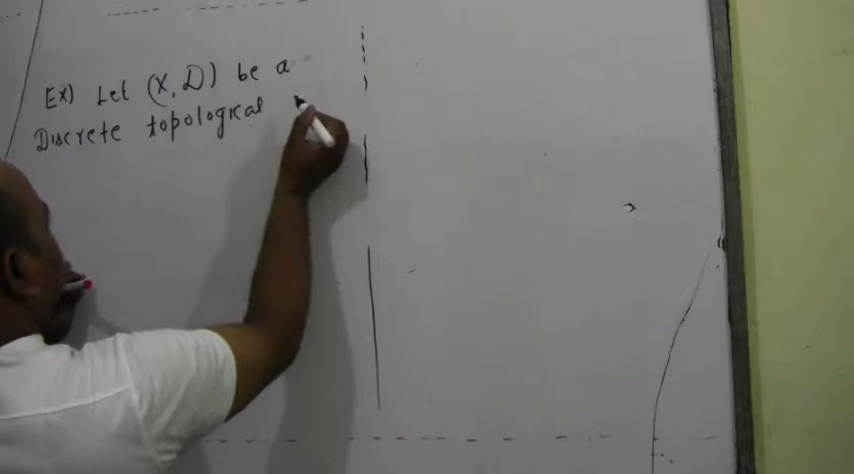 Ex) Let (X, D) be a
Discrete topological